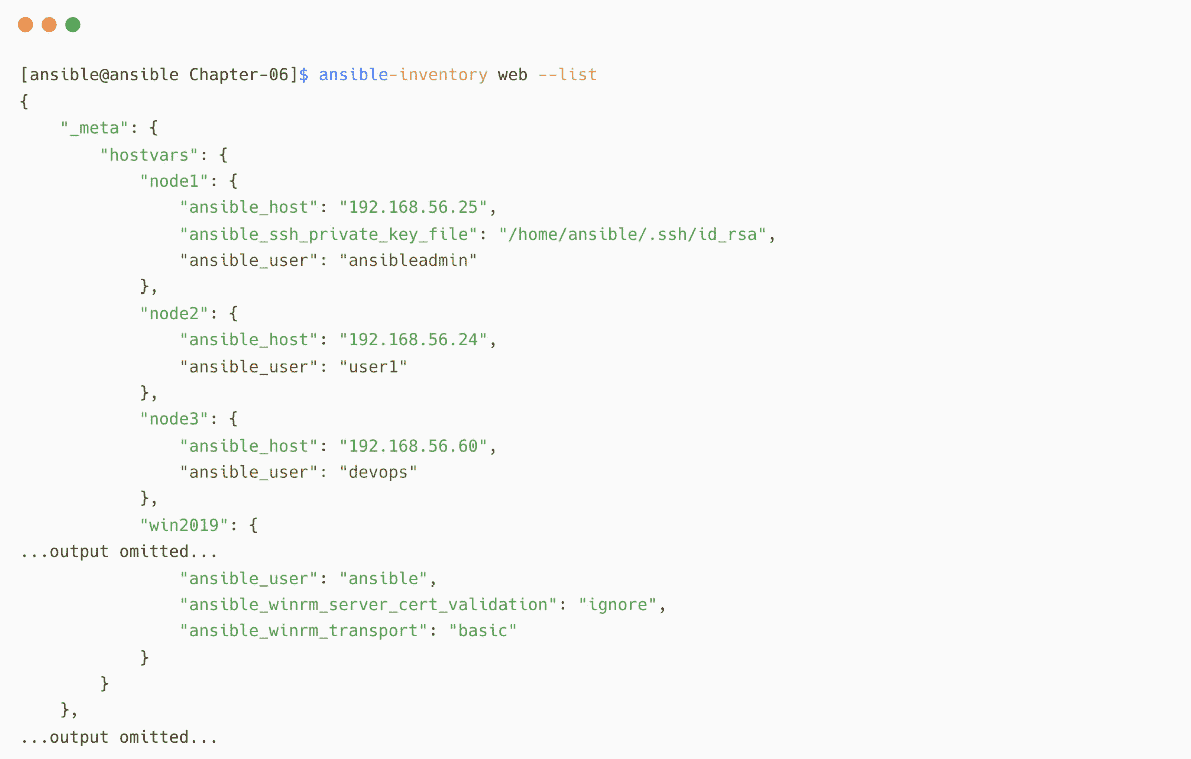 [ansible@ansible Chapter-06]$ ansible-inventory web --list
{
    "_meta": {
        "hostvars": {
            "node1": {
                "ansible_host": "192.168.56.25",
                "ansible_ssh_private_key_file": "/home/ansible/.ssh/id_rsa",
                "ansible_user": "ansibleadmin"
            },
            "node2": {
                "ansible_host": "192.168.56.24",
                "ansible_user": "user1"
            },
            "node3": {
                "ansible_host": "192.168.56.60",
                "ansible_user": "devops"
            },
            "win2019": {
...output omitted...
                "ansible_user": "ansible",
                "ansible_winrm_server_cert_validation": "ignore",
                "ansible_winrm_transport": "basic"
            }
        }
    },
...output omitted...